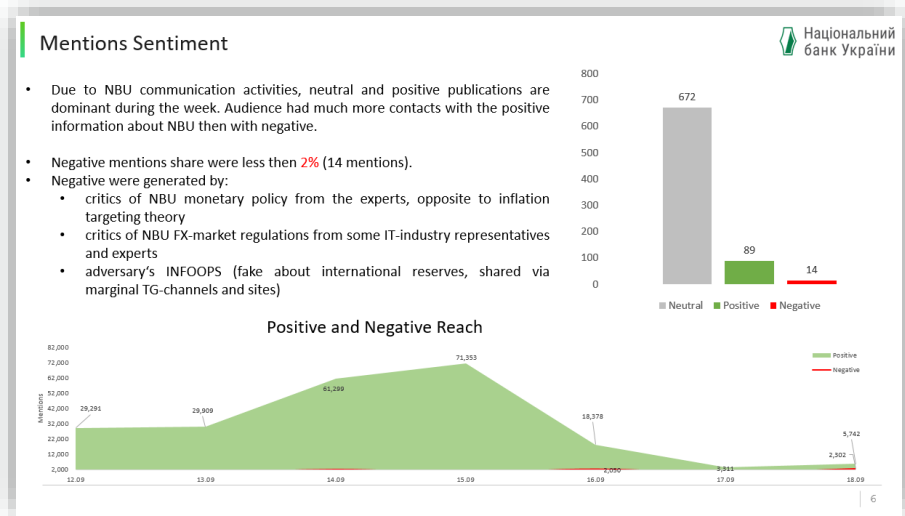 Mentions Sentiment
Національний
банк України
• Due to NBU communication activities, neutral and positive publications are
dominant during the week. Audience had much more contacts with the positive
information about NBU then with negative.
• Negative mentions share were less then 2% (14 mentions).
• Negative were generated by:
• critics of NBU monetary policy from the experts, opposite to inflation
targeting theory
• critics of NBU FX-market regulations from some IT-industry representatives
and experts
• adversary‘s INFOOPS (fake about international reserves, shared via
marginal TG-channels and sites)
800
700
600
500
400
300
200
100
0
672
89
14
Neutral Positive Negative
Positive and Negative Reach
Mentions
82,000
72,000
62,000
52,000
42,000
32,000
22,000
12,000
2,000
29,291
29,909
61,299
71,353
18,378
2,090
3,311
5,742
2,302
Positive
Negative
12.09 13.09 14.09 15.09 16.09 17.09 18.09
6